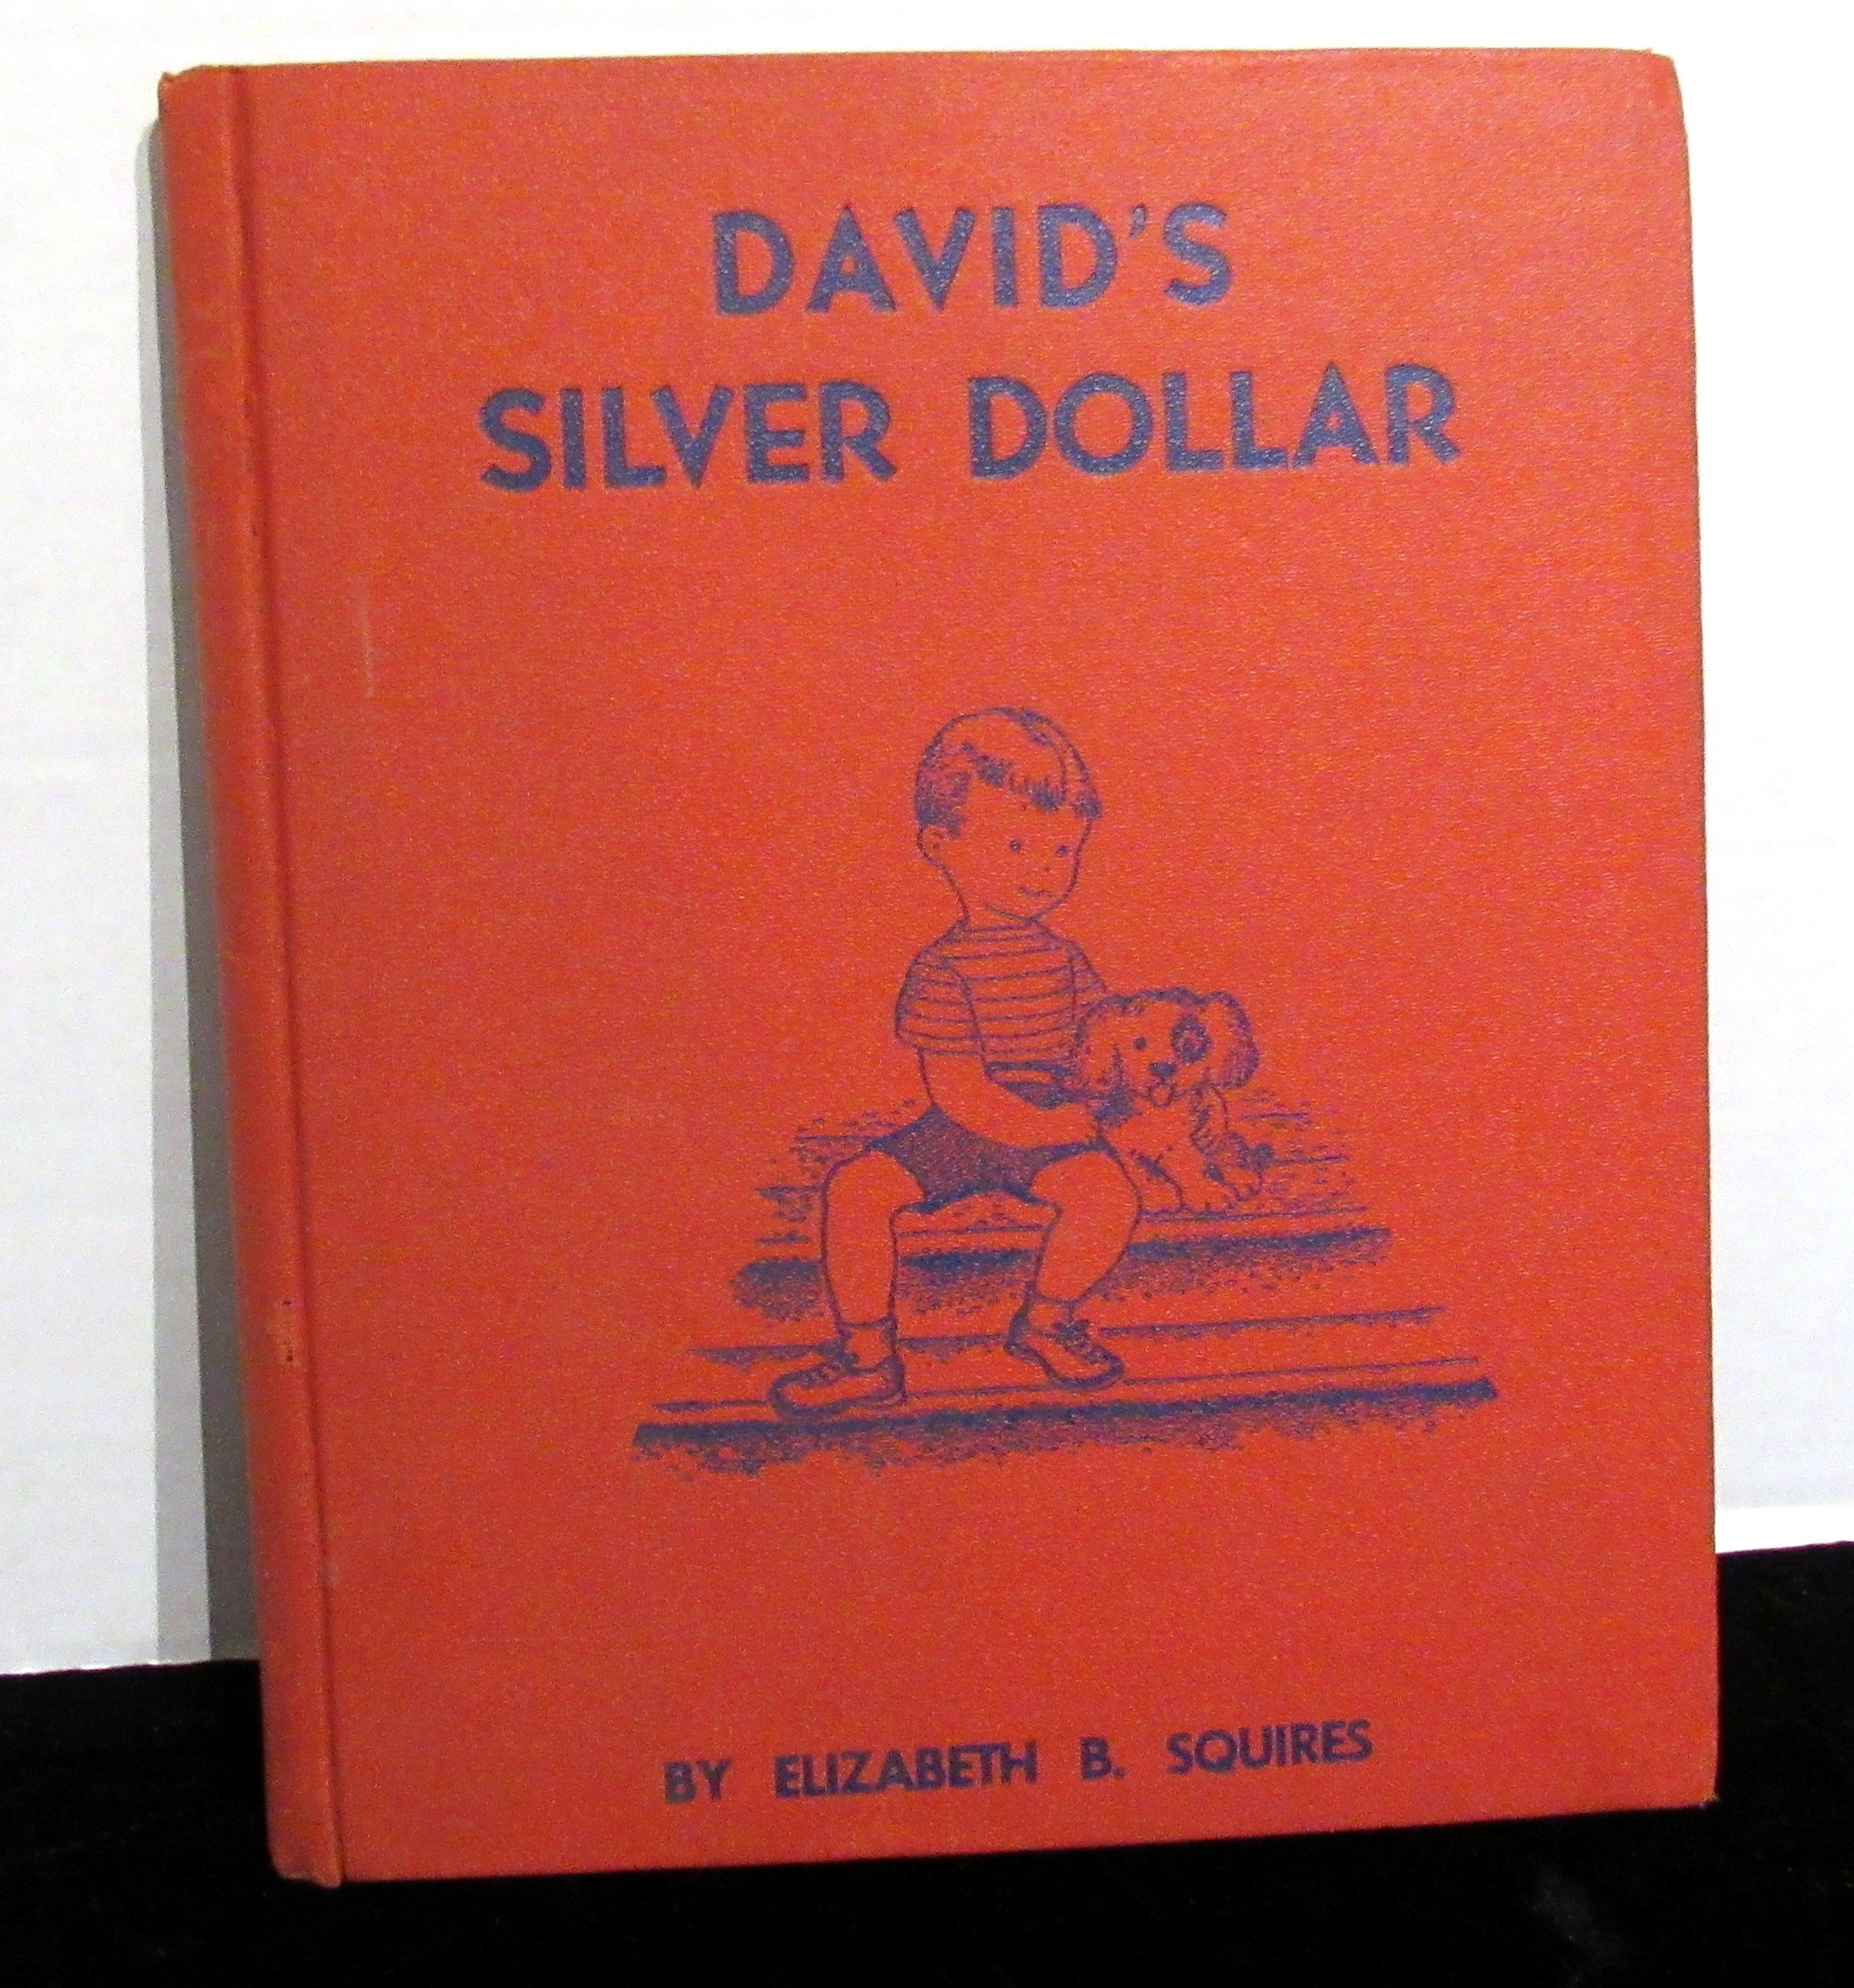 DAVID'S
SILVER DOLLAR
BY ELIZABETH B. SQUIRES